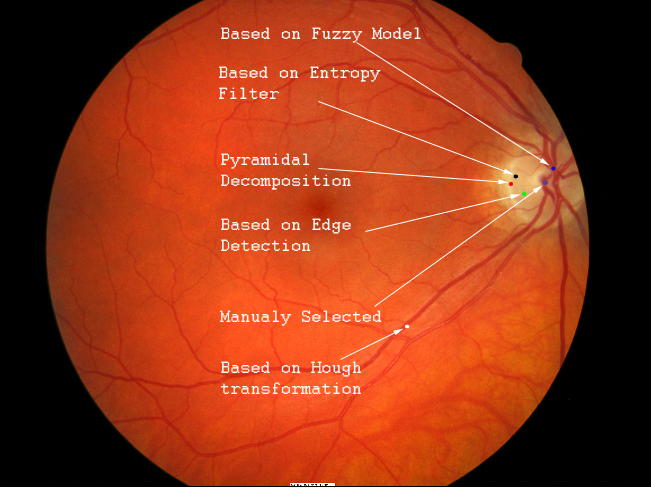 Based on Fuzzy Model
Based on Entropy
Filter
Pyramidal
Decomposition
Based on Edge
Detection
Manualy Selected
Based on Hough
transformation